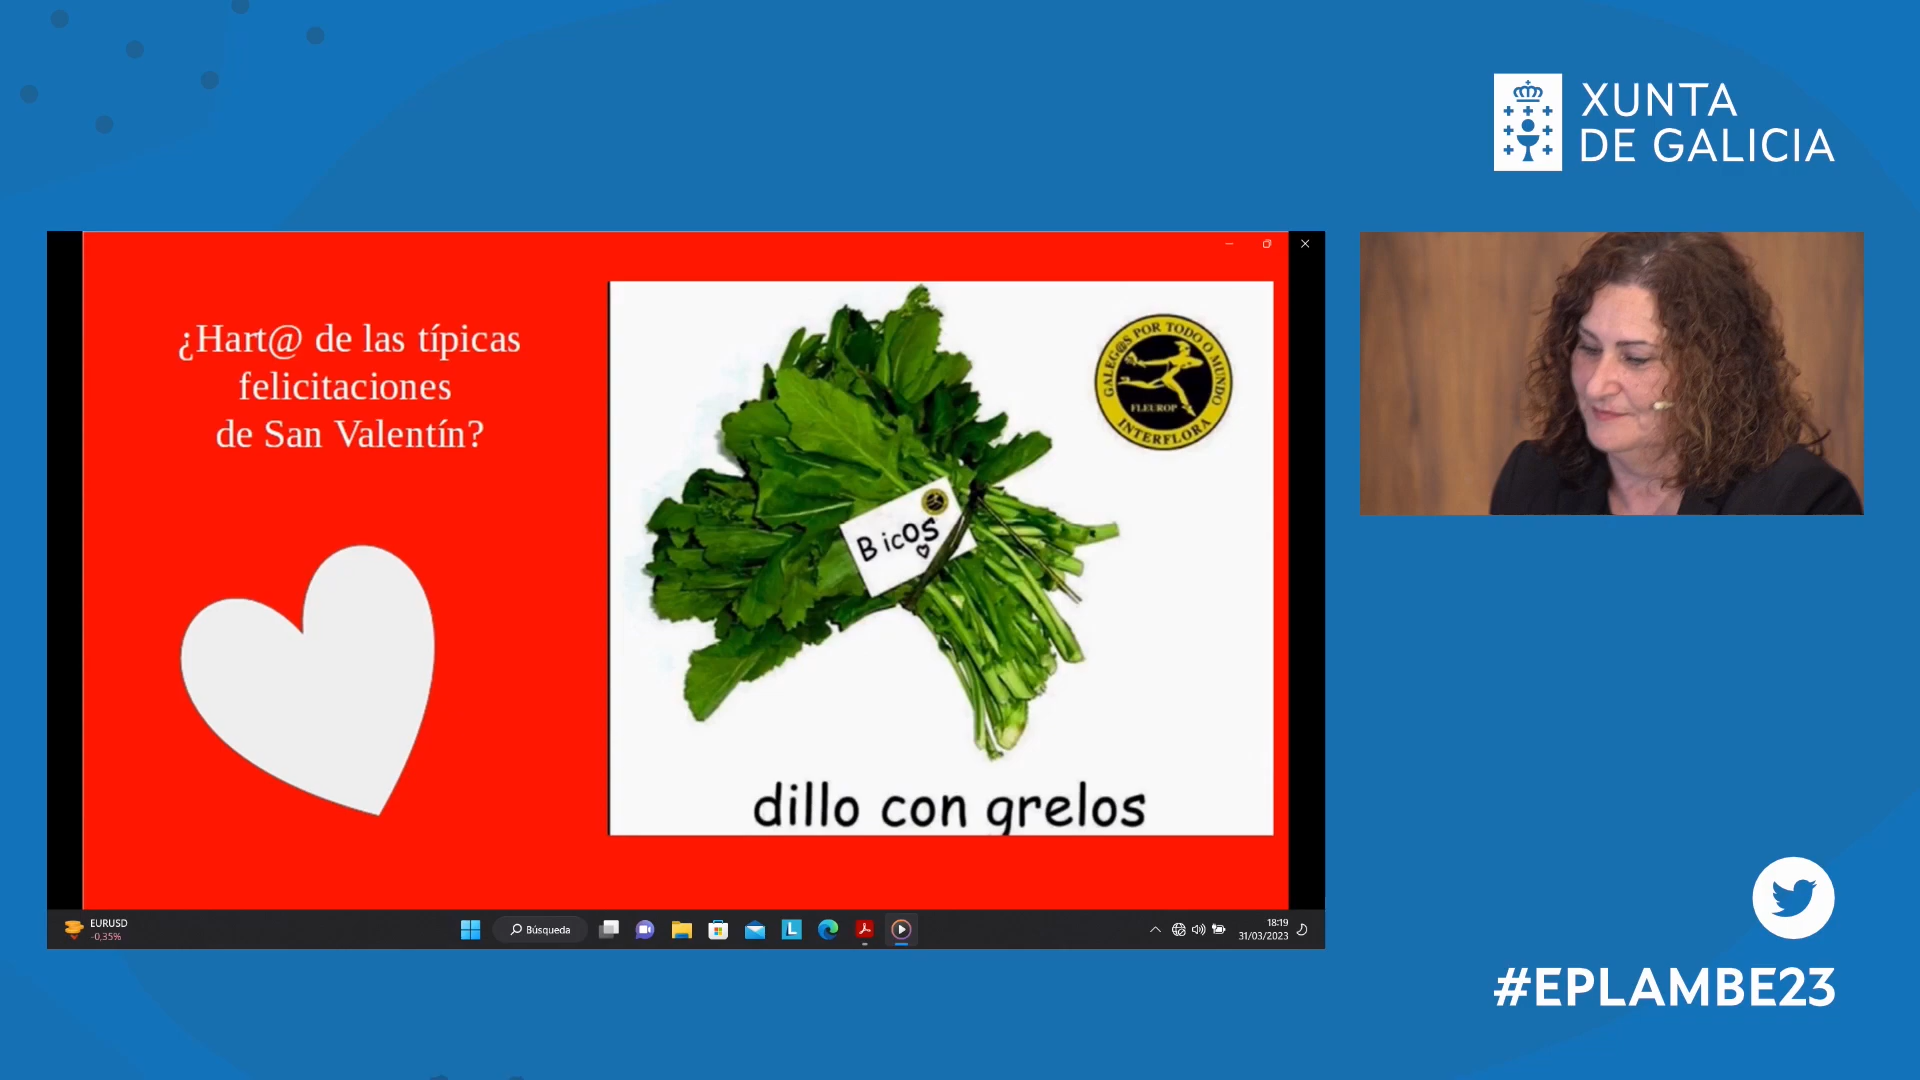 XUNTA
DE GALICIA
¿Hart@ de las típicas
felicitaciones
de San Valentín?
GALEG@S POR TODO O MUNDO
FLEUROP
INTERFLORA
Bicos
dillo con grelos
EURUSD
-0,35%
Búsqueda
18:19
31/03/2023
#EPLAMBE23